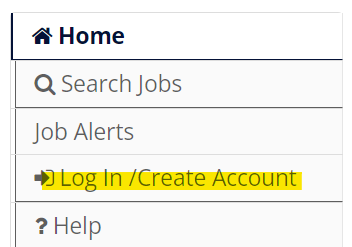 Home
Search Jobs
Job Alerts
Log In /Create Account
? Help